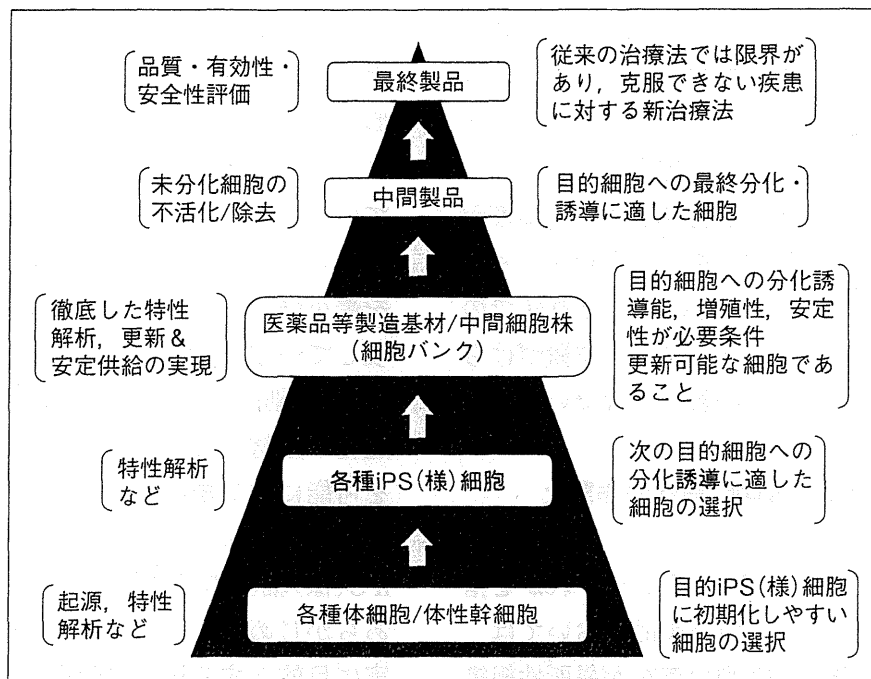 品質・有効性・
安全性評価
最終製品
従来の治療法では限界が
あり，克服できない疾患
に対する新治療法
未分化細胞の
不活化/除去
中間製品
目的細胞への最終分化・
誘導に適した細胞
徹底した特性
解析，更新＆
安定供給の実現
医薬品等製造基材/中間細胞株
(細胞バンク)
目的細胞への分化誘
導能，増殖性，安定
性が必要条件
更新可能な細胞であ
ること
特性解析
など
各種iPS(様)細胞
次の目的細胞への
分化誘導に適した
細胞の選択
起源，特性
解析など
各種体細胞/体性幹細胞
目的iPS(様)細胞
に初期化しやすい
細胞の選択